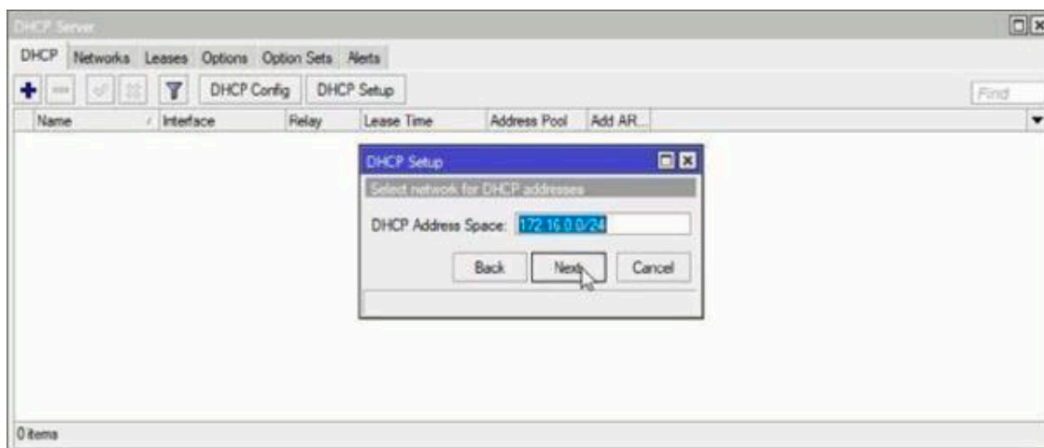 DHCP Server
DHCP Networks Leases Options Option Sets Alerts
DHCP Config DHCP Setup Find
Name Interface Relay Lease Time Address Pool Add AR...
DHCP Setup
Select network for DHCP addresses
DHCP Address Space: 172.16.0.0/24
Back Next Cancel
0 items